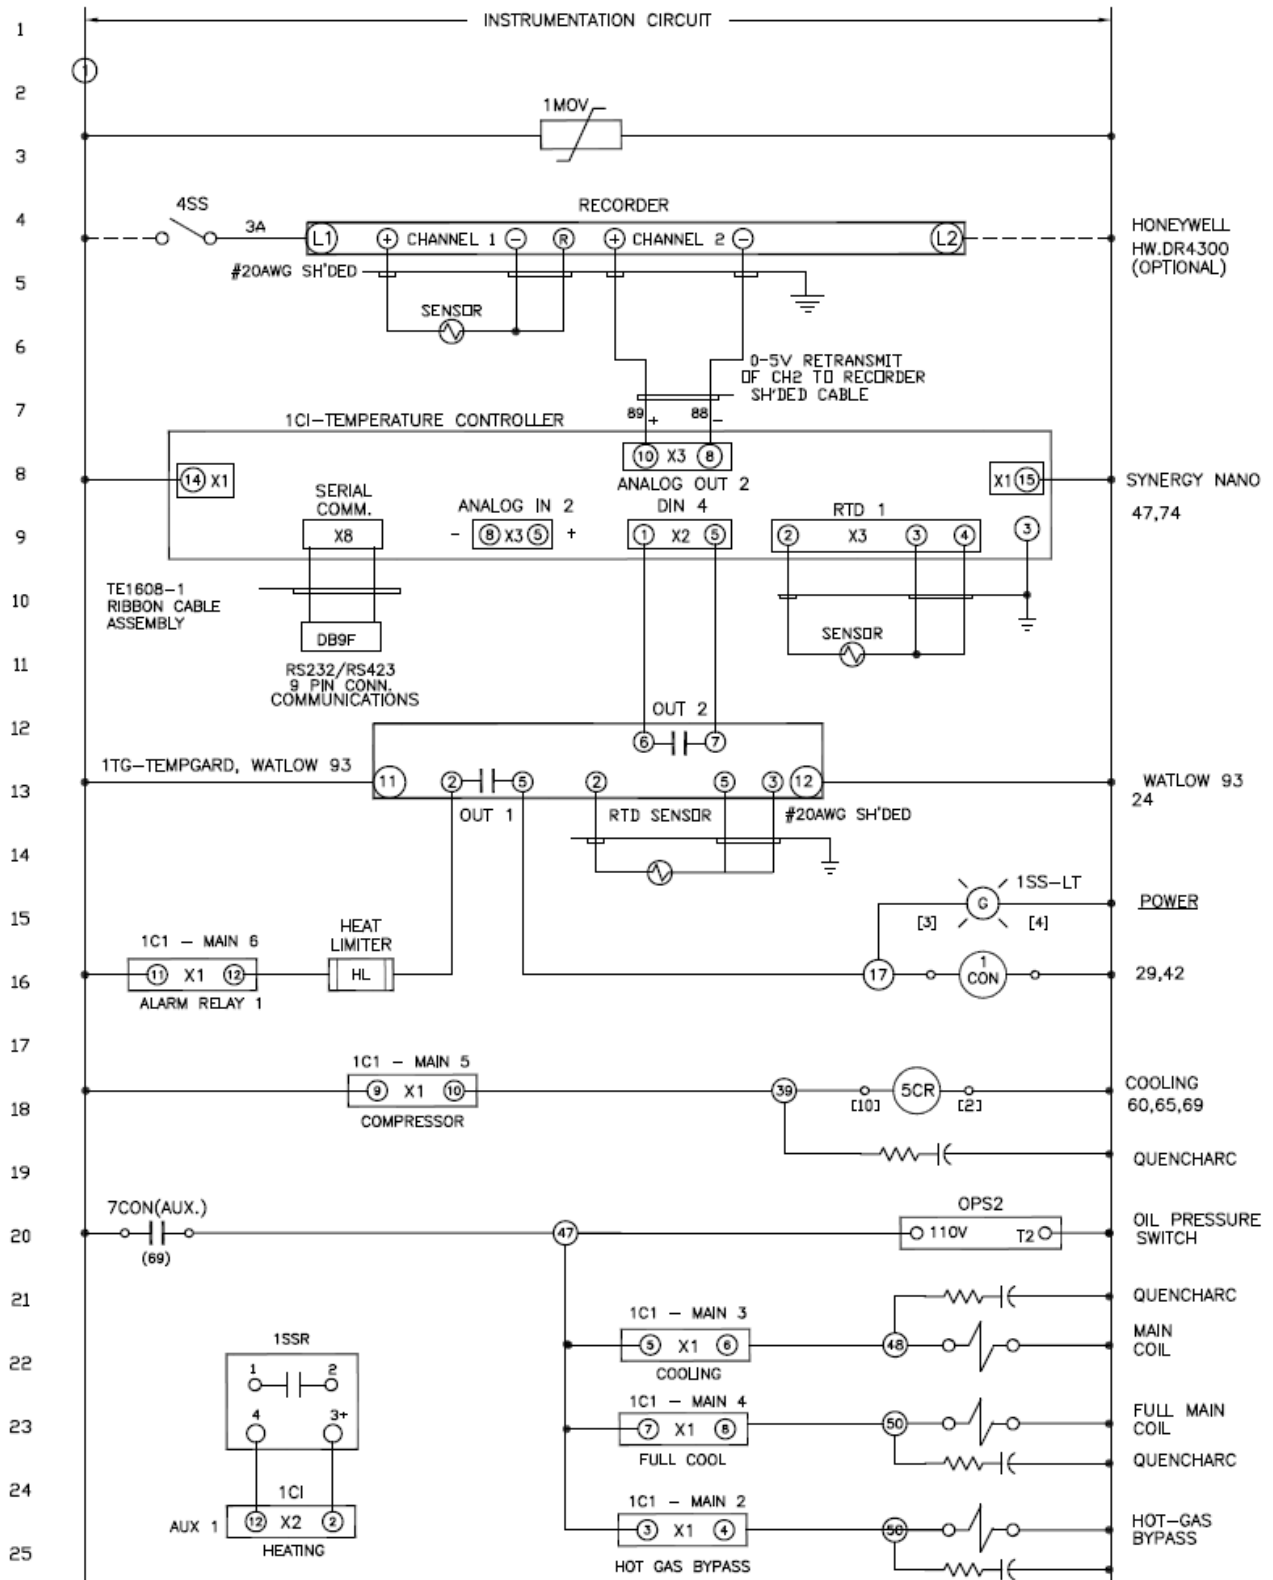 1
INSTRUMENTATION CIRCUIT
1
2
1MOV
3
4SS
RECORDER
4
3A
L1
+ CHANNEL 1 -
R
+ CHANNEL 2 -
L2
HONEYWELL
HW.DR4300
(OPTIONAL)
#20AWG SH'DED
5
SENSOR
6
0-5V RETRANSMIT
OF CH2 TO RECORDER
SH'DED CABLE
7
89 +
88 -
1CI-TEMPERATURE CONTROLLER
10 X3 8
8
14 X1
X1 15
SYNERGY NANO
47,74
ANALOG OUT 2
SERIAL
COMM.
ANALOG IN 2
DIN 4
RTD 1
9
X8
- 8 X3 5 +
1 X2 5
2 X3 3 4
3
TE1608-1
RIBBON CABLE
ASSEMBLY
10
DB9F
SENSOR
11
RS232/RS423
9 PIN CONN.
COMMUNICATIONS
12
OUT 2
6 7
1TG-TEMPGARD, WATLOW 93
11
2 5
2 5 3
12
WATLOW 93
24
13
OUT 1
RTD SENSOR
#20AWG SH'DED
14
1SS-LT
G
POWER
15
[3]
[4]
1C1 - MAIN 6
HEAT
LIMITER
16
11 X1 12
HL
17
1
CON
29,42
ALARM RELAY 1
17
1C1 - MAIN 5
9 X1 10
39
5CR
COOLING
60,65,69
18
[10]
[2]
COMPRESSOR
19
QUENCHARC
7CON(AUX.)
OPS2
20
47
110V
T2
OIL PRESSURE
SWITCH
(69)
21
QUENCHARC
1C1 - MAIN 3
1SSR
5 X1 6
48
MAIN
COIL
22
COOLING
1 2
1C1 - MAIN 4
4 3+
23
7 X1 8
50
FULL MAIN
COIL
FULL COOL
QUENCHARC
24
1CI
1C1 - MAIN 2
AUX 1
12 X2 2
3 X1 4
56
HOT-GAS
BYPASS
HEATING
25
HOT GAS BYPASS